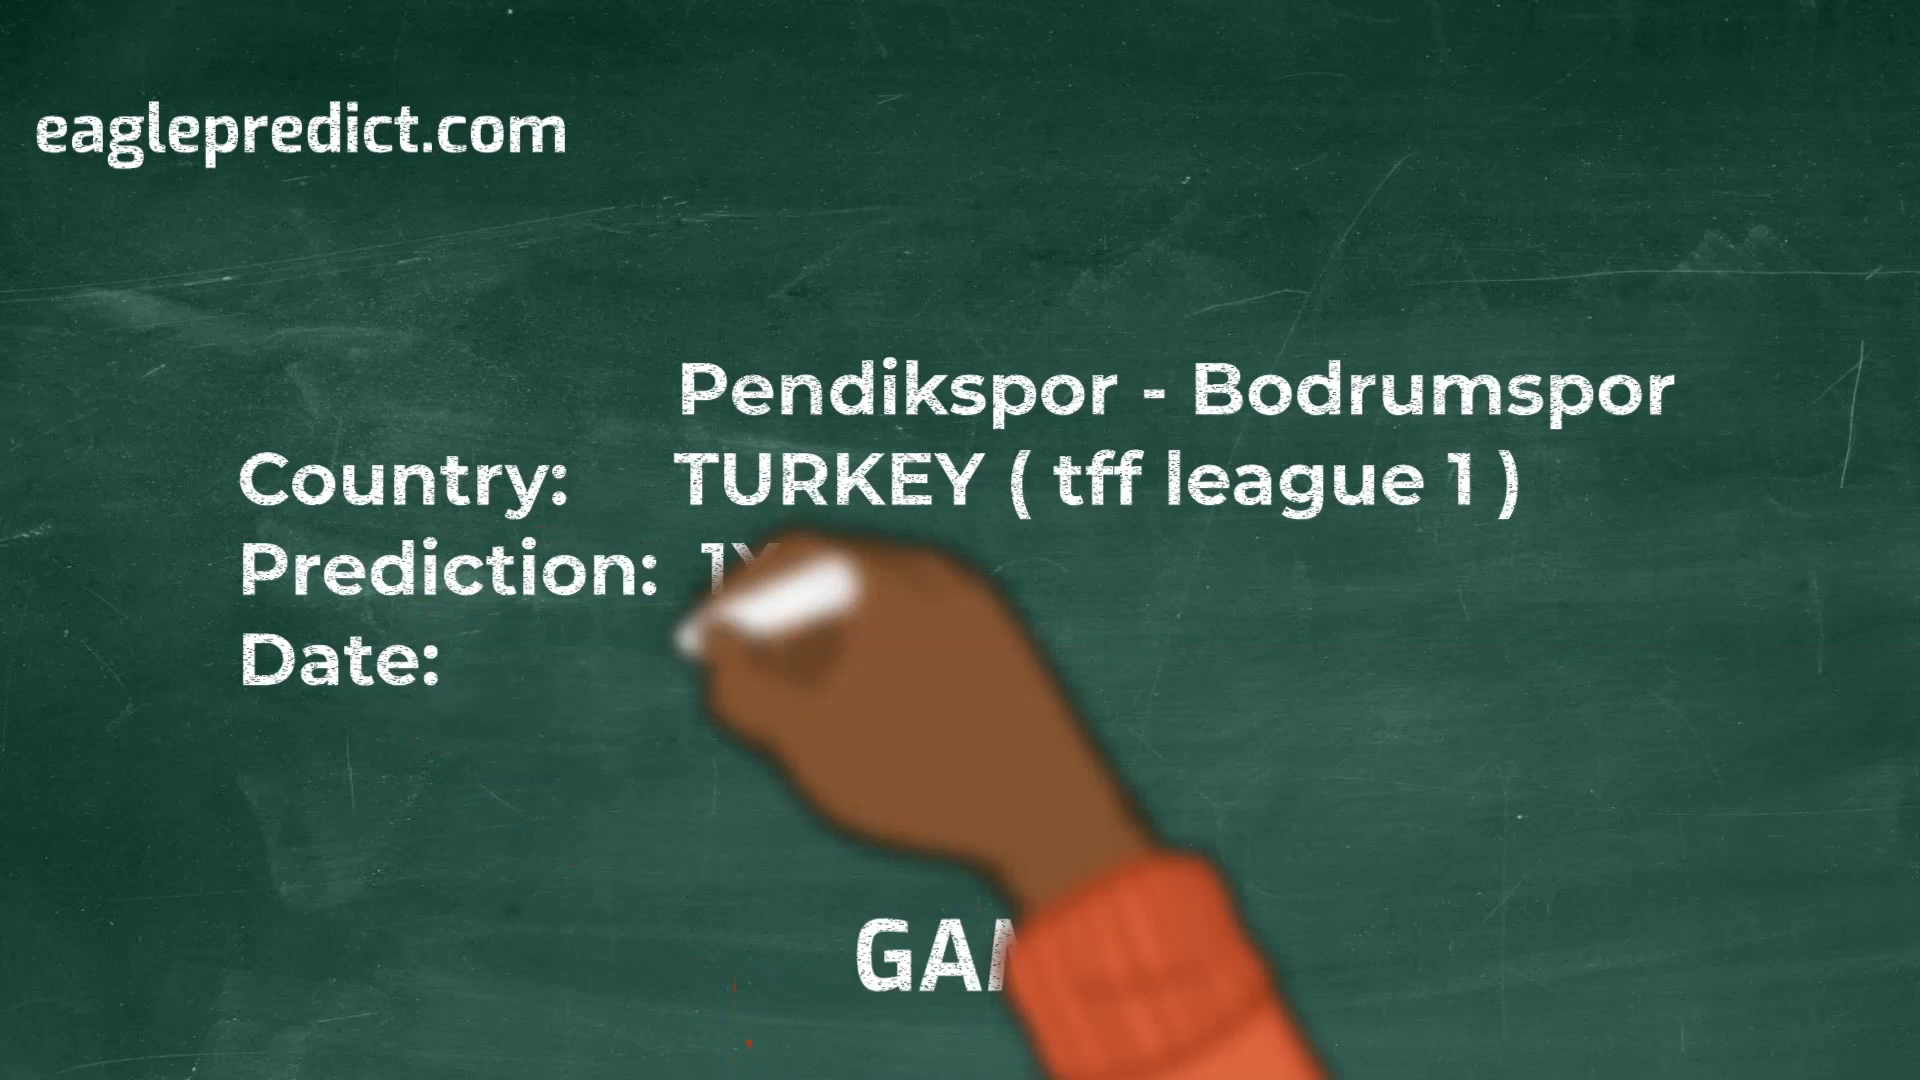 eaglepredict.com
Pendikspor - Bodrumspor
Country: TURKEY ( tff league 1 )
Prediction:
Date: